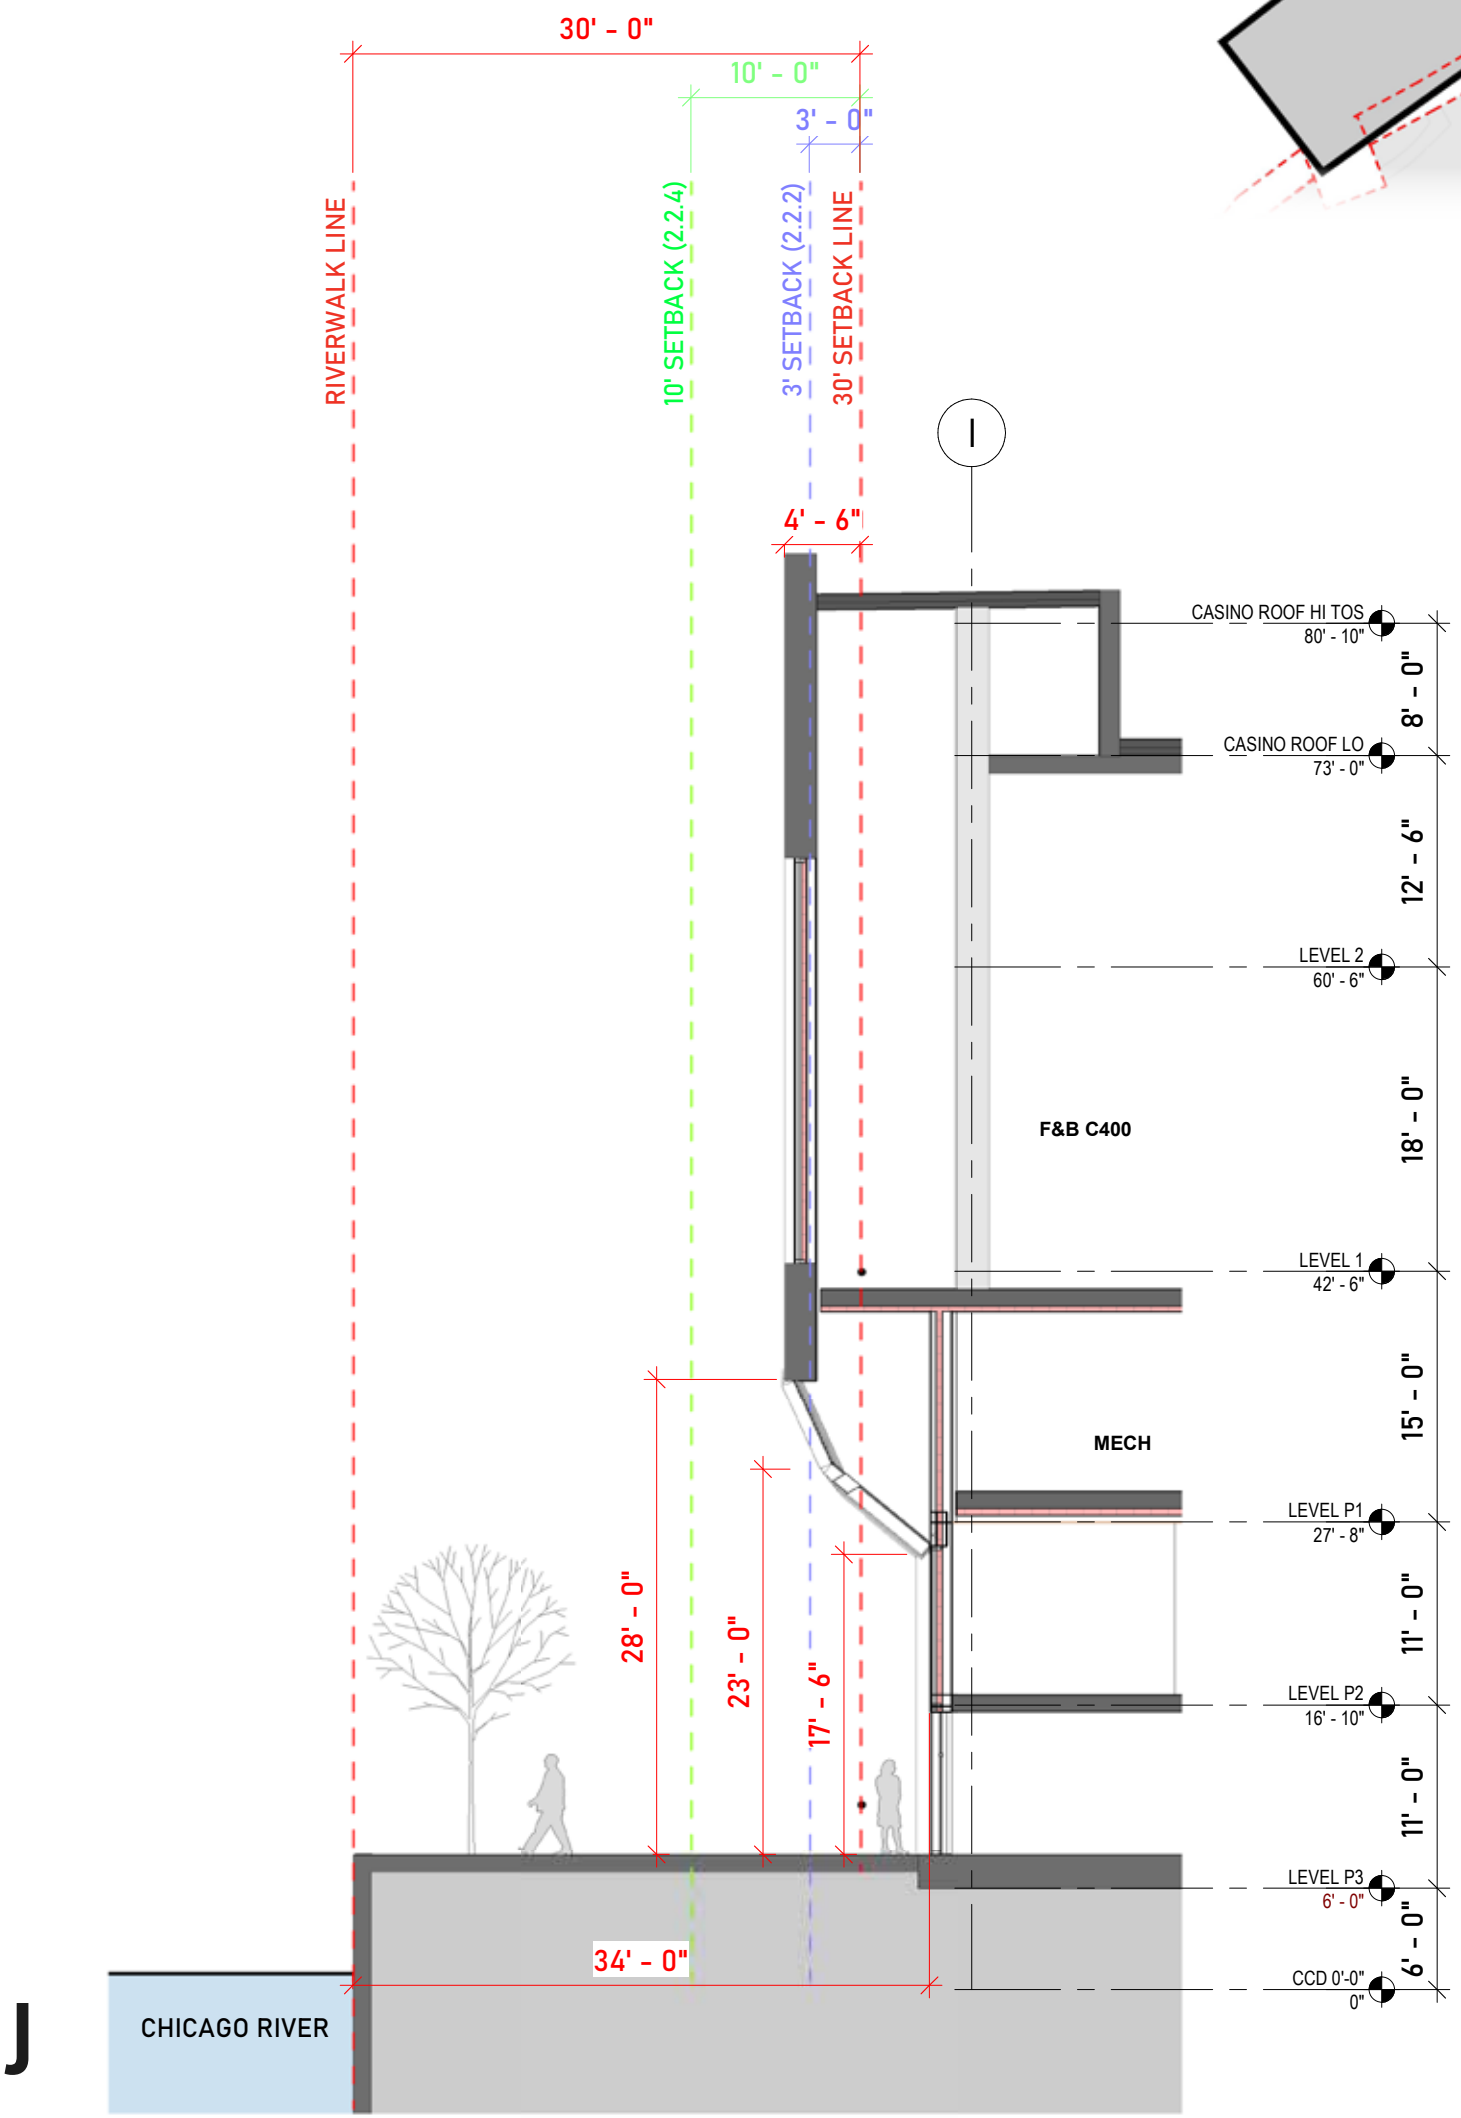 30' - 0"
10' - 0"
3' - 0"
RIVERWALK LINE
10' SETBACK (2.2.4)
3' SETBACK (2.2.2)
30' SETBACK LINE
I
4' - 6"
CASINO ROOF HI TOS
80' - 10"
8' - 0"
CASINO ROOF LO
73' - 0"
12' - 6"
LEVEL 2
60' - 6"
F&B C400
18' - 0"
LEVEL 1
42' - 6"
15' - 0"
MECH
LEVEL P1
27' - 8"
28' - 0"
23' - 0"
17' - 6"
11' - 0"
LEVEL P2
16' - 10"
11' - 0"
LEVEL P3
6' - 0"
6' - 0"
34' - 0"
CCD 0'-0"
0"
J
CHICAGO RIVER